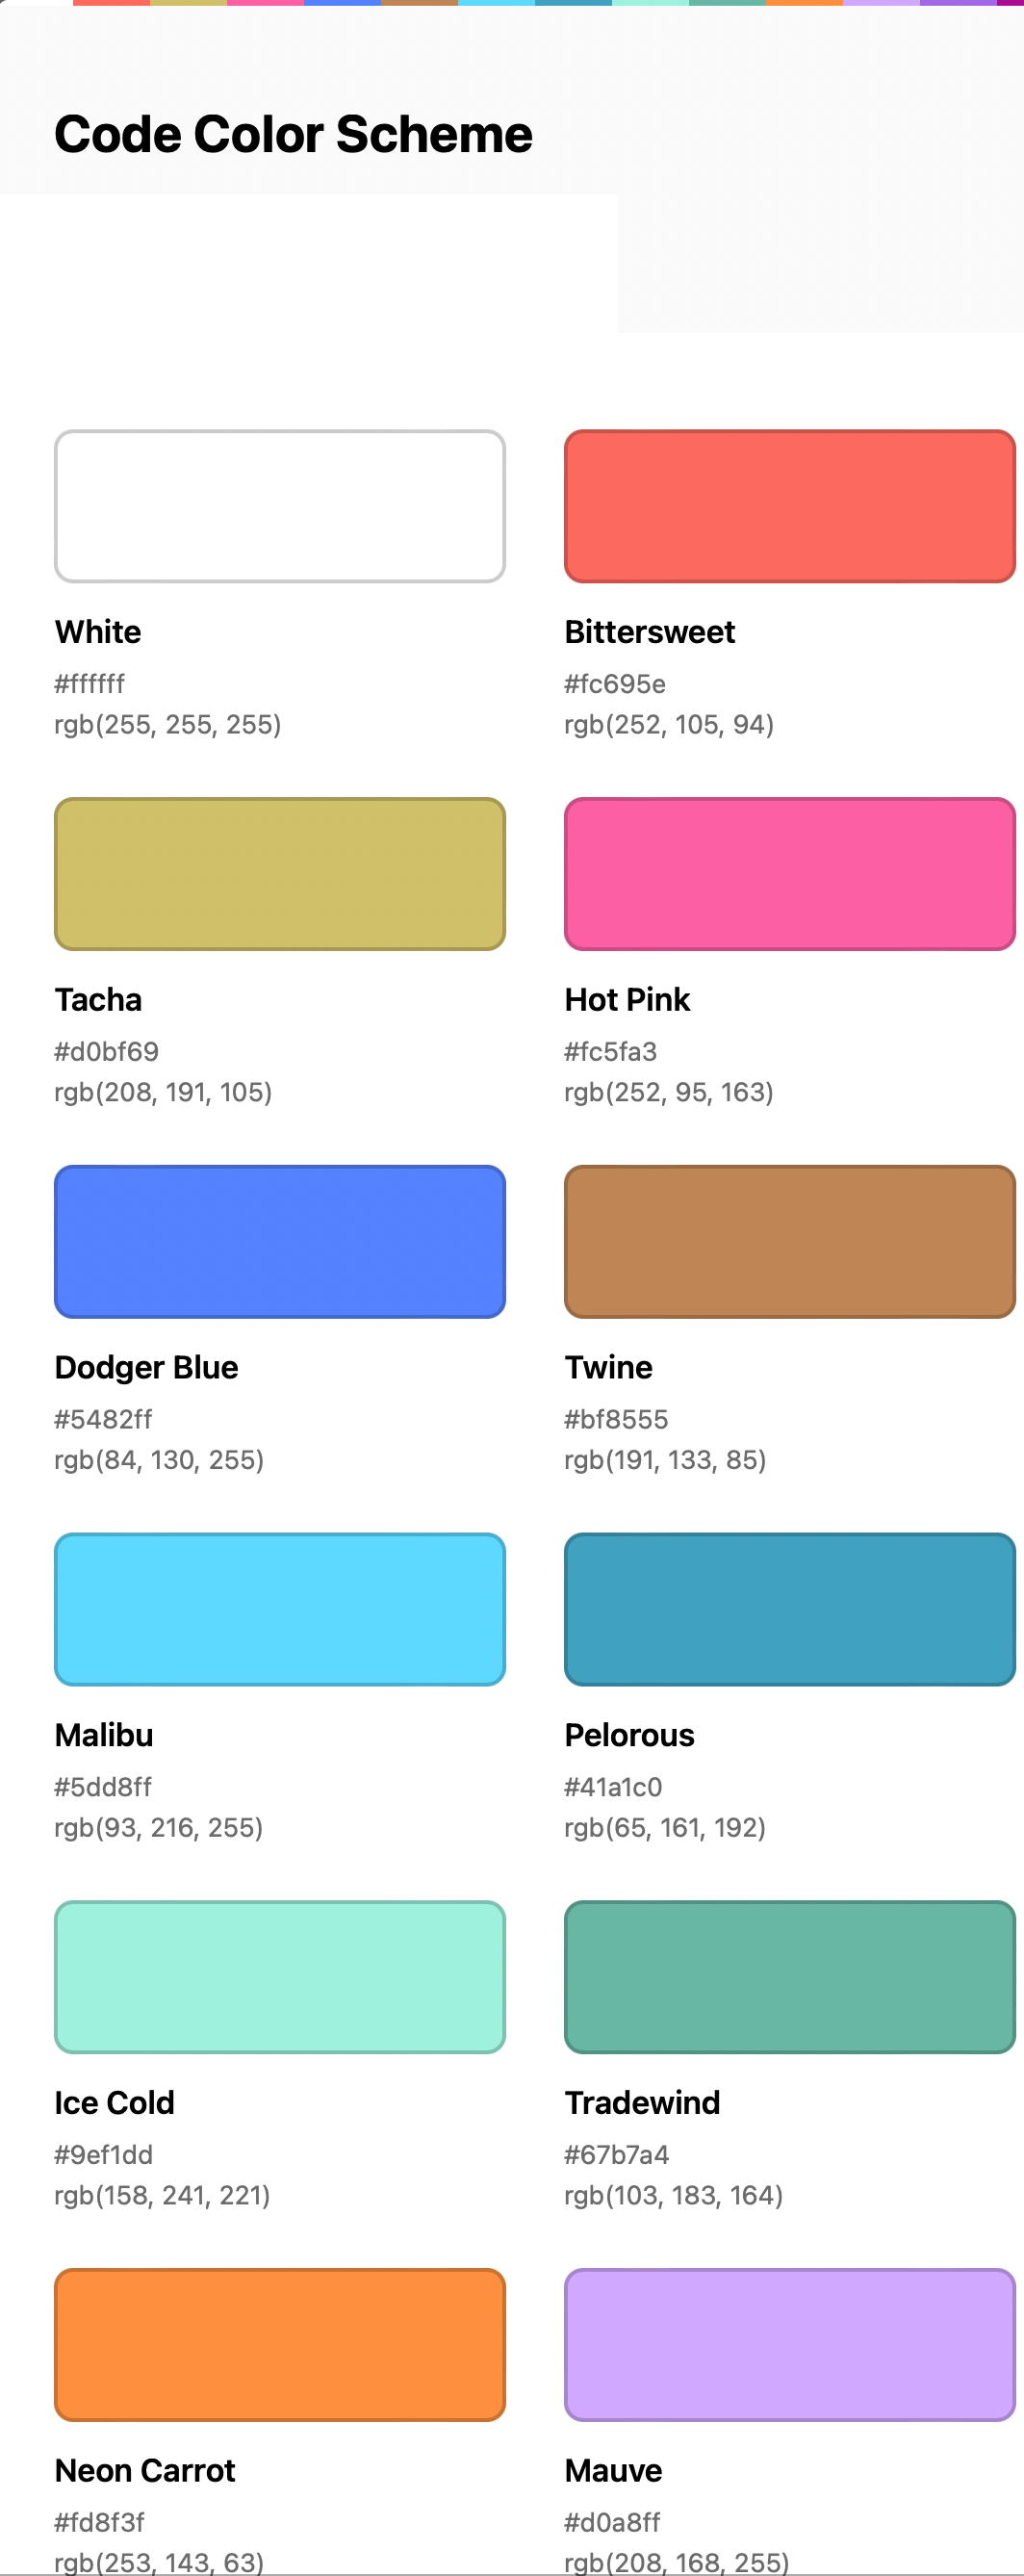 Code Color Scheme
White
#ffffff
rgb(255, 255, 255)
Bittersweet
#fc695e
rgb(252, 105, 94)
Tacha
#d0bf69
rgb(208, 191, 105)
Hot Pink
#fc5fa3
rgb(252, 95, 163)
Dodger Blue
#5482ff
rgb(84, 130, 255)
Twine
#bf8555
rgb(191, 133, 85)
Malibu
#5dd8ff
rgb(93, 216, 255)
Pelorous
#41a1c0
rgb(65, 161, 192)
Ice Cold
#9ef1dd
rgb(158, 241, 221)
Tradewind
#67b7a4
rgb(103, 183, 164)
Neon Carrot
#fd8f3f
rgb(253, 143, 63)
Mauve
#d0a8ff
rgb(208, 168, 255)